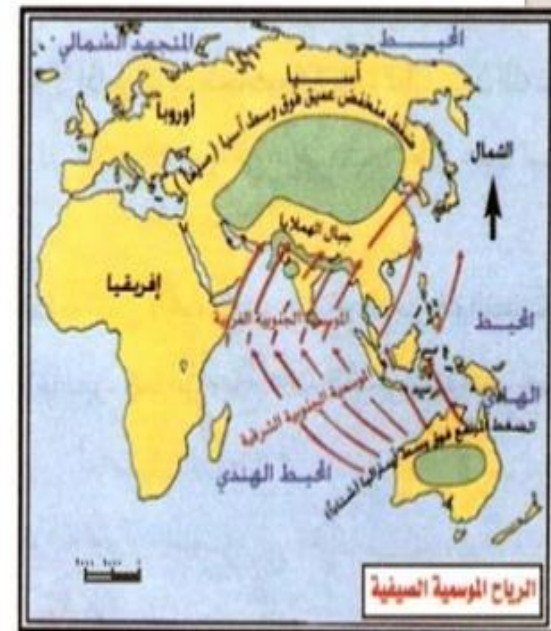 المحيط
المتجمد الشمالي
آسيا
أوروبا
ضغط منخفض عميق فوق وسط آسيا (صيفا)
الشمال
جبال الهملايا
إفريقيا
الموسمية الجنوبية الغربية
المحيط
الهادي
الموسمية الجنوبية الشرقية
الضغط المرتفع فوق وسط أستراليا (شتاء)
المحيط الهندي
الرياح الموسمية الصيفية